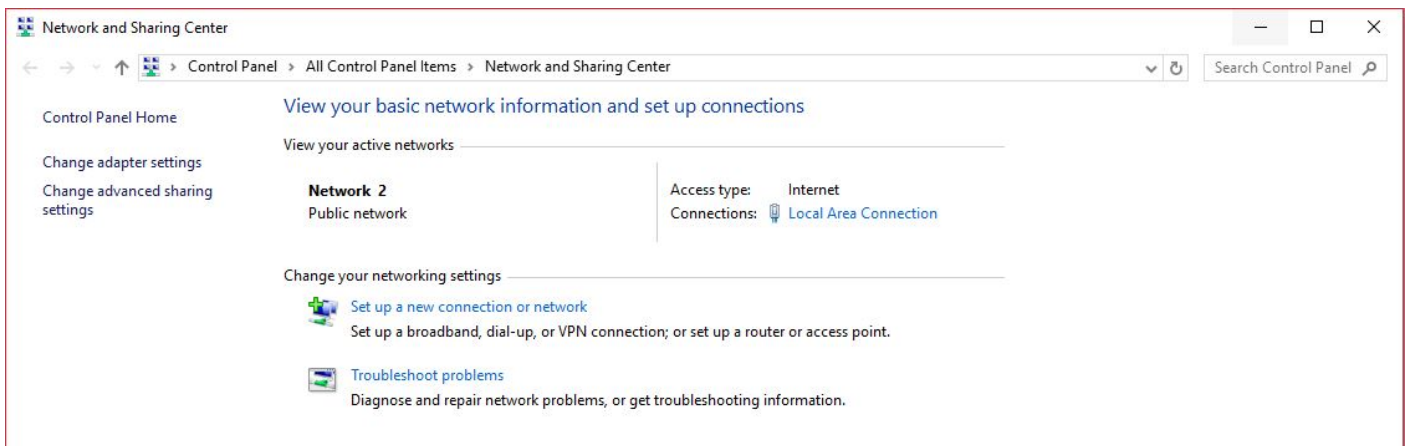 Network and Sharing Center
Control Panel > All Control Panel Items > Network and Sharing Center
Search Control Panel
Control Panel Home
Change adapter settings
Change advanced sharing
settings
View your basic network information and set up connections
View your active networks
Network 2
Public network
Access type: Internet
Connections: Local Area Connection
Change your networking settings
Set up a new connection or network
Set up a broadband, dial-up, or VPN connection; or set up a router or access point.
Troubleshoot problems
Diagnose and repair network problems, or get troubleshooting information.